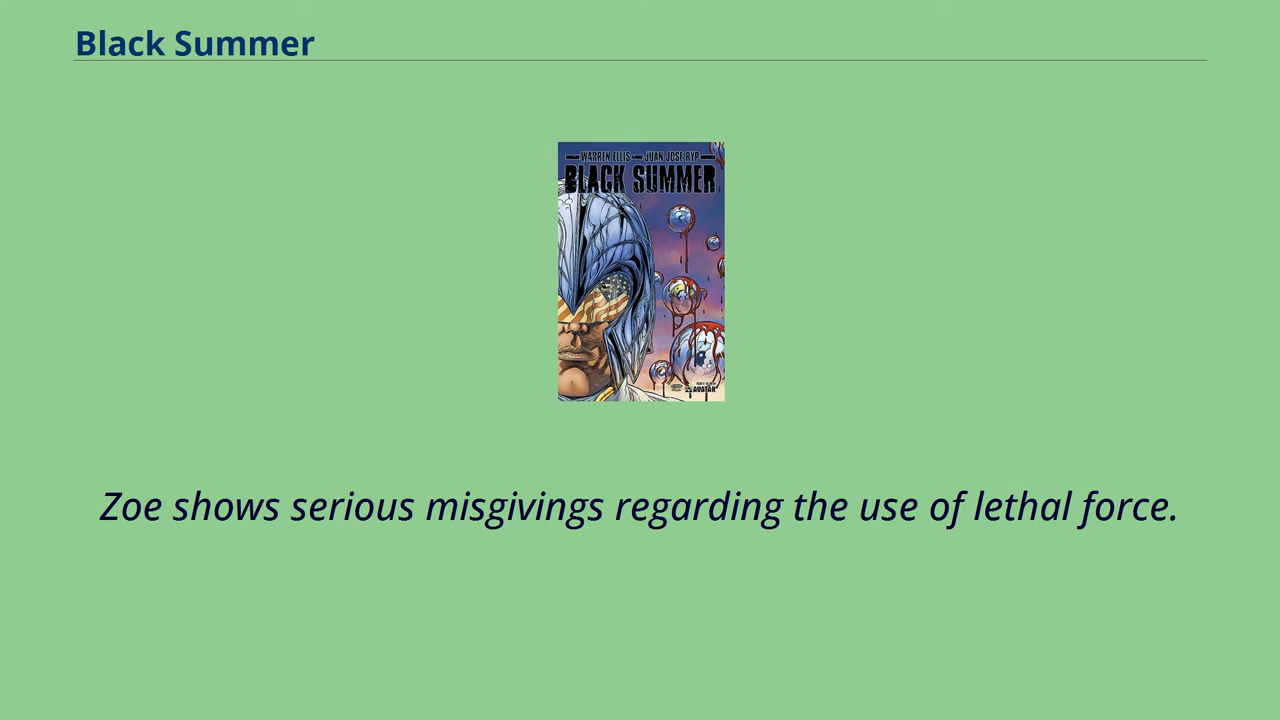 Black Summer
WARREN ELLIS JUAN JOSE RYP
BLACK SUMMER
AVATAR
Zoe shows serious misgivings regarding the use of lethal force.